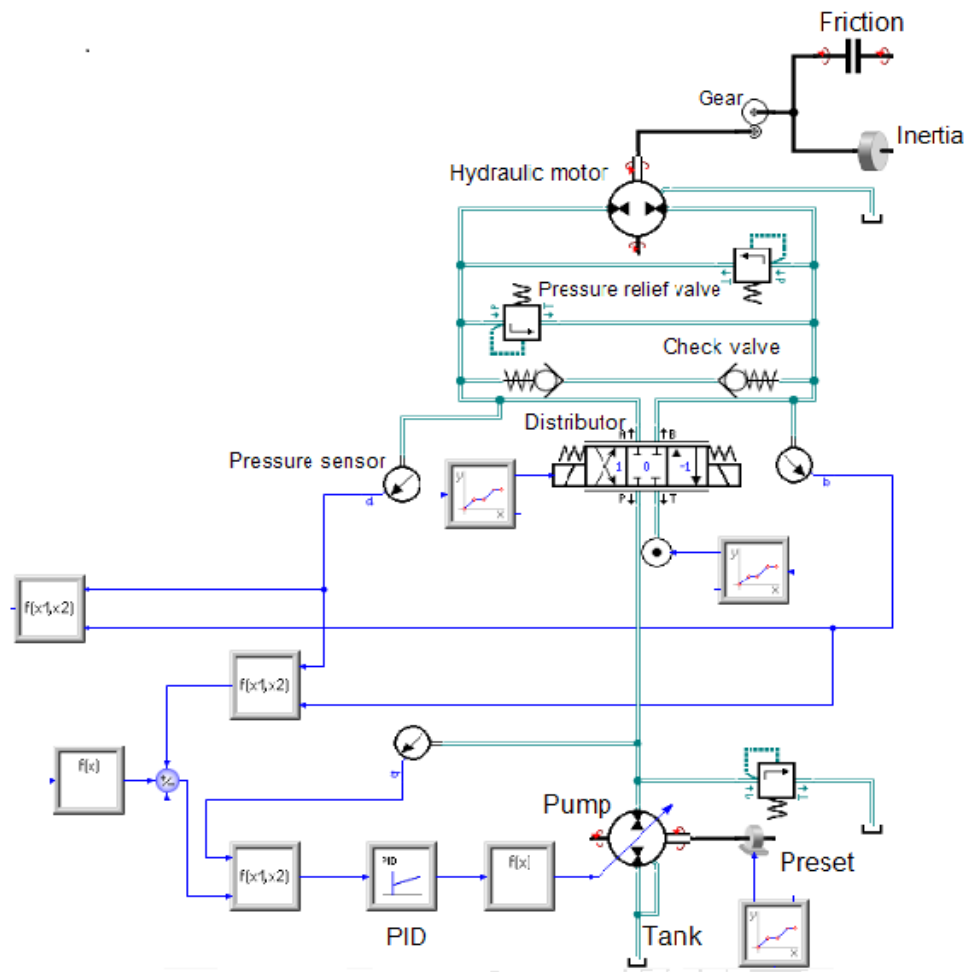 Friction
Gear
Inertia
Hydraulic motor
Pressure relief valve
Check valve
Distributor
A B
1 0 -1
P T
Pressure sensor
y
x
b
y
x
f(x1,x2)
f(x1,x2)
f(x)
+/-
Pump
f(x1,x2)
PID
f(x)
Preset
PID
Tank
y
x